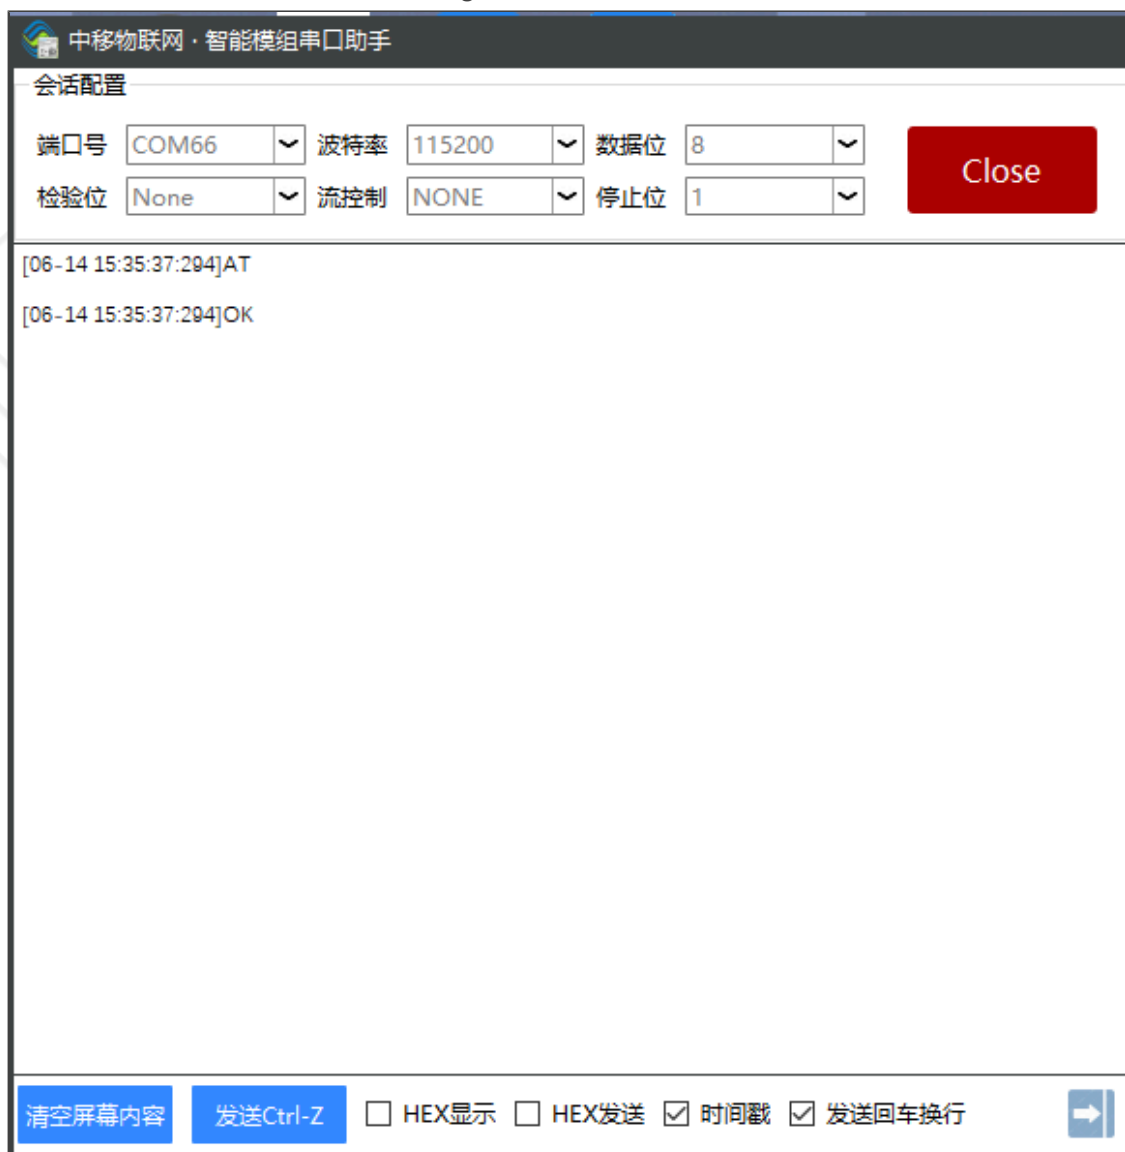 中移物联网 · 智能模组串口助手
会话配置
端口号 COM66 波特率 115200 数据位 8
Close
检验位 None 流控制 NONE 停止位 1
[06-14 15:35:37:294]AT
[06-14 15:35:37:294]OK
清空屏幕内容 发送Ctrl-Z HEX显示 HEX发送 时间戳 发送回车换行